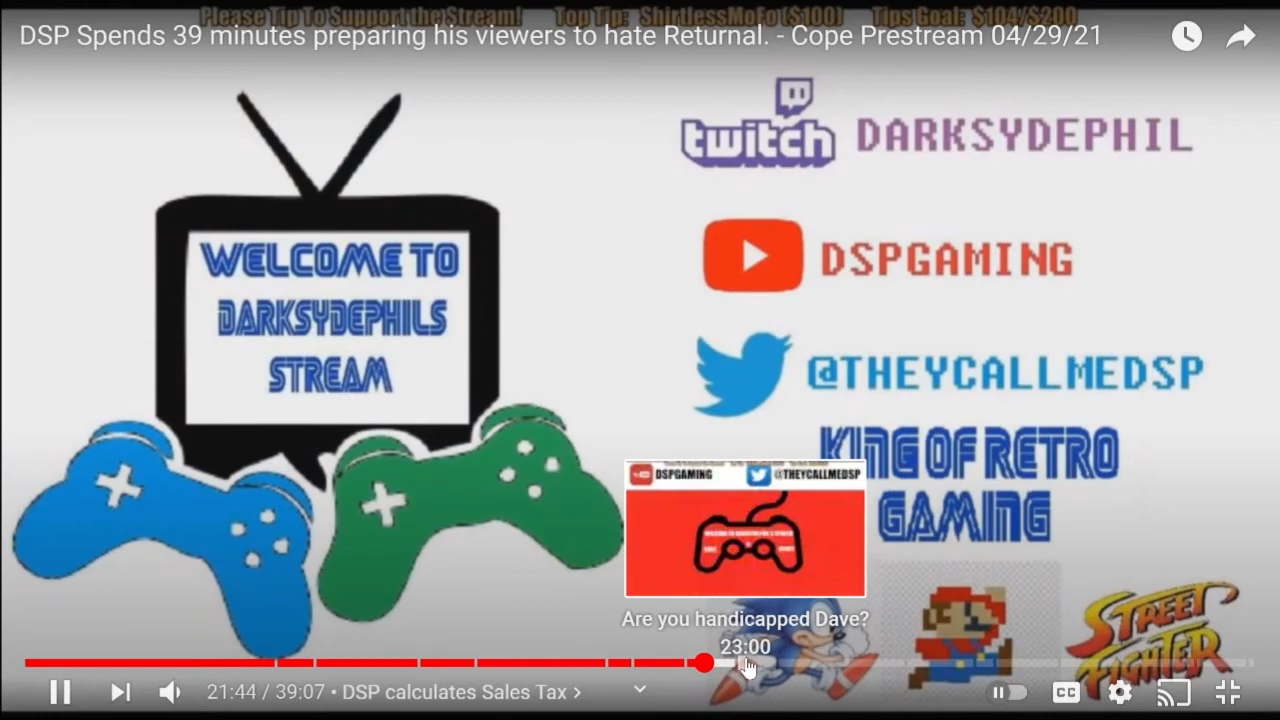 Please Tip To Support the Stream! Top Tip: ShirtlessMoFo ($100) Tips Goal: $104/$200
DSP Spends 39 minutes preparing his viewers to hate Returnal. - Cope Prestream 04/29/21
twitch DARKSYDEPHIL
WELCOME TO
DARKSYDEPHILS
STREAM
DSPGAMING
@THEYCALLMEDSP
KING OF RETRO
GAMING
DSPGAMING @THEYCALLMEDSP
Are you handicapped Dave?
23:00
STREET
FIGHTER
21:44 / 39:07 • DSP calculates Sales Tax ›
CC